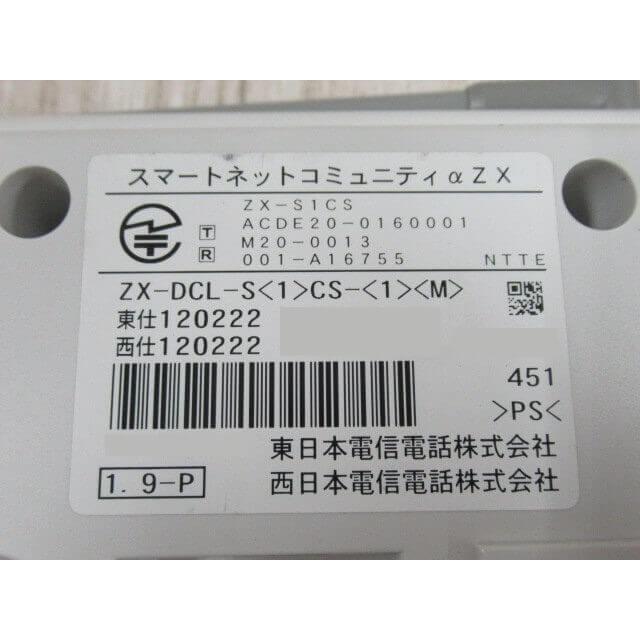 スマートネットコミュニティαZX
ZX-S1CS
T ACDE20-0160001
M20-0013
R 001-A16755 NTTE
ZX-DCL-S<1>CS-<1><M>
東仕120222
西仕120222
451
>PS<
東日本電信電話株式会社
1.9-P 西日本電信電話株式会社